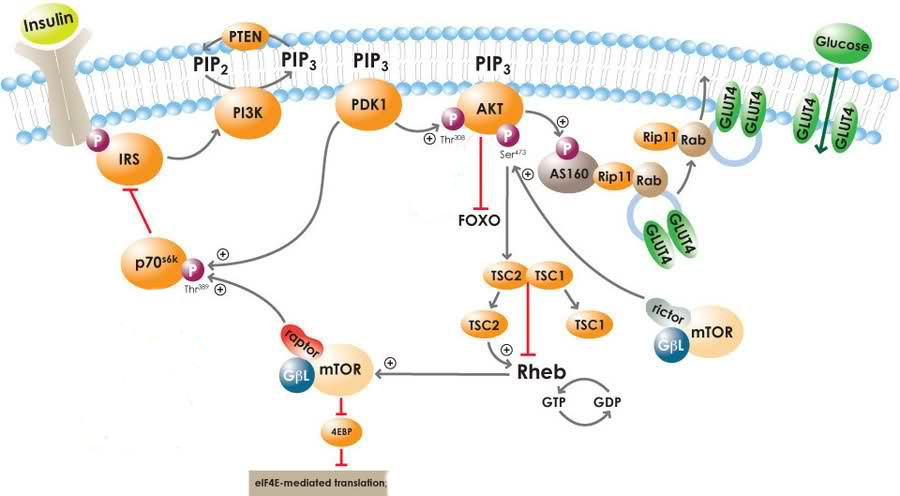 Insulin
PTEN
Glucose
PIP2
PIP3
PIP3
PIP3
PI3K
PDK1
AKT
GLUT4
GLUT4
GLUT4
GLUT4
P
+
Thr308
P
Ser473
+
P
IRS
P
AS160
Rip11
Rab
Rip11
Rab
+
FOXO
GLUT4
GLUT4
p70s6k
P
Thr389
+
+
TSC2
TSC1
TSC2
TSC1
+
rictor
GβL
mTOR
raptor
GβL
mTOR
+
Rheb
GTP
GDP
4EBP
eIF4E-mediated translation;